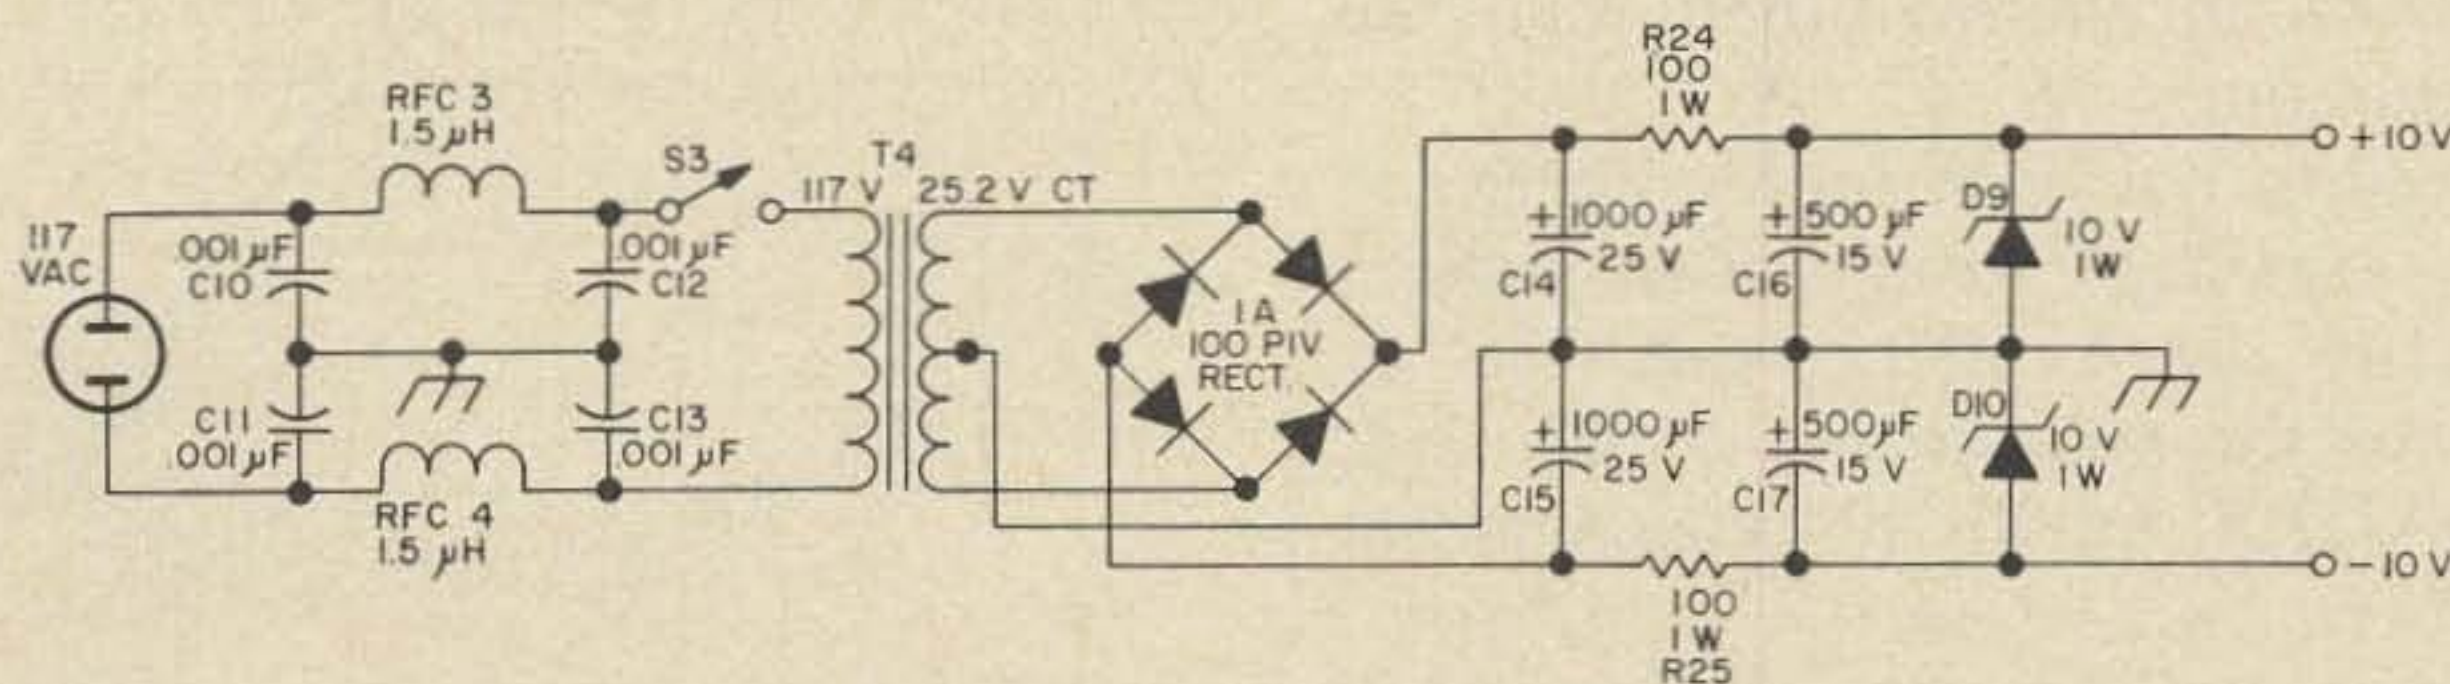 RFC 3
1.5 µH
117
VAC
.001 µF
C10
.001 µF
C12
S3
T4
117 V
25.2 V CT
C11
.001 µF
C13
.001 µF
RFC 4
1.5 µH
1 A
100 PIV
RECT.
R24
100
1 W
+ 1000 µF
25 V
C14
+ 500 µF
15 V
C16
D9
10 V
1 W
+ 10 V
+ 1000 µF
25 V
C15
+ 500 µF
15 V
C17
D10
10 V
1 W
- 10 V
100
1 W
R25